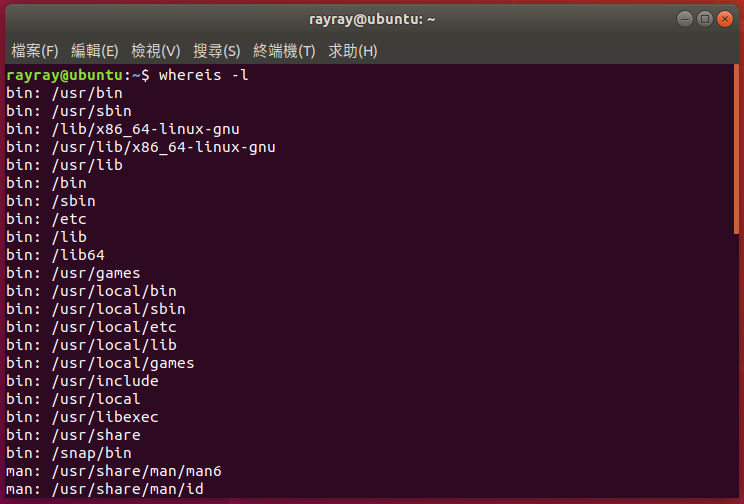 rayray@ubuntu: ~
檔案(F) 編輯(E) 檢視(V) 搜尋(S) 終端機(T) 求助(H)
rayray@ubuntu:~$ whereis -l
bin: /usr/bin
bin: /usr/sbin
bin: /lib/x86_64-linux-gnu
bin: /usr/lib/x86_64-linux-gnu
bin: /usr/lib
bin: /bin
bin: /sbin
bin: /etc
bin: /lib
bin: /lib64
bin: /usr/games
bin: /usr/local/bin
bin: /usr/local/sbin
bin: /usr/local/etc
bin: /usr/local/lib
bin: /usr/local/games
bin: /usr/include
bin: /usr/local
bin: /usr/libexec
bin: /usr/share
bin: /snap/bin
man: /usr/share/man/man6
man: /usr/share/man/id